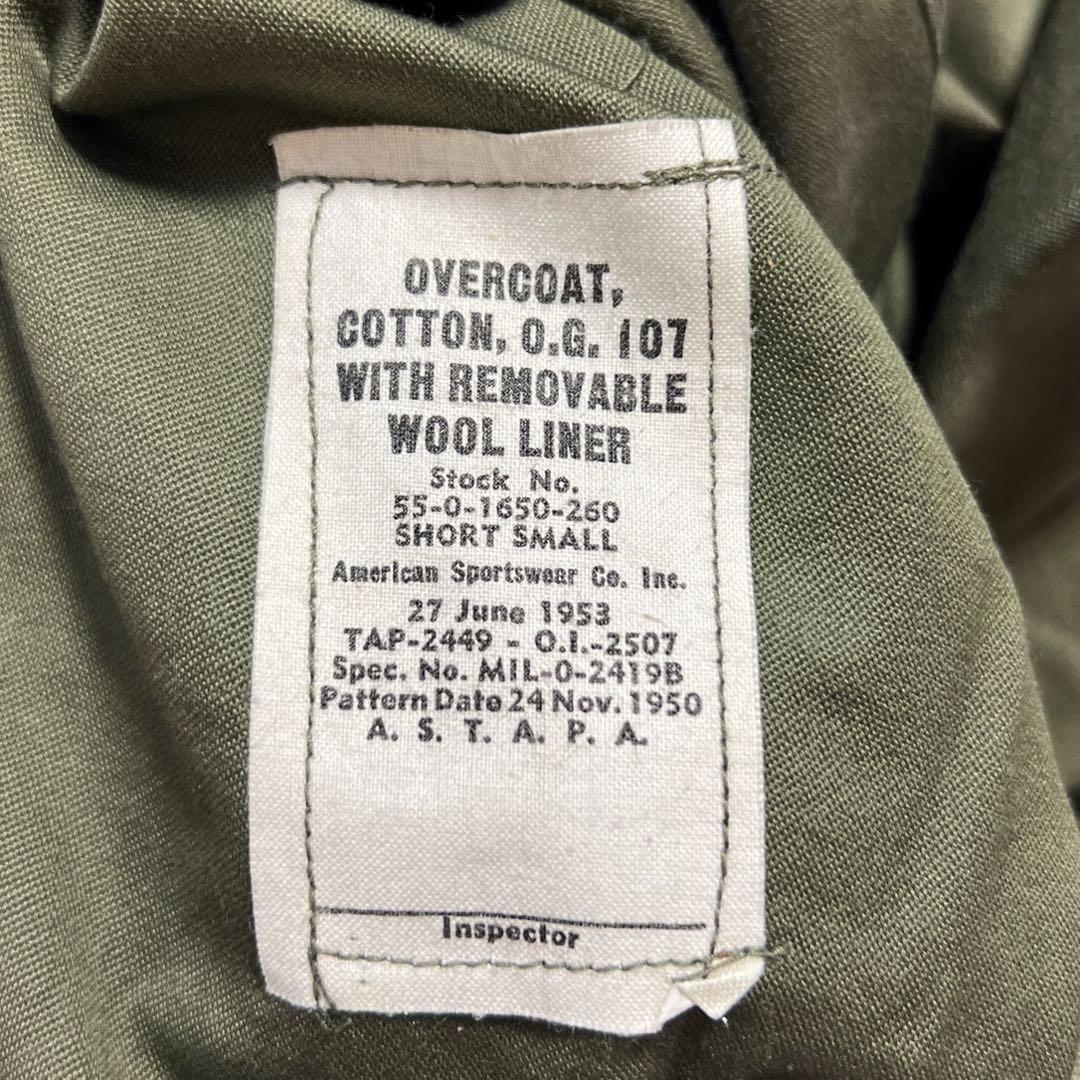 OVERCOAT,
COTTON, O.G. 107
WITH REMOVABLE
WOOL LINER
Stock No.
55-0-1650-260
SHORT SMALL
American Sportswear Co. Inc.
27 June 1953
TAP-2449 - O.I.-2507
Spec. No. MIL-0-2419B
Pattern Date 24 Nov. 1950
A. S. T. A. P. A.
Inspector